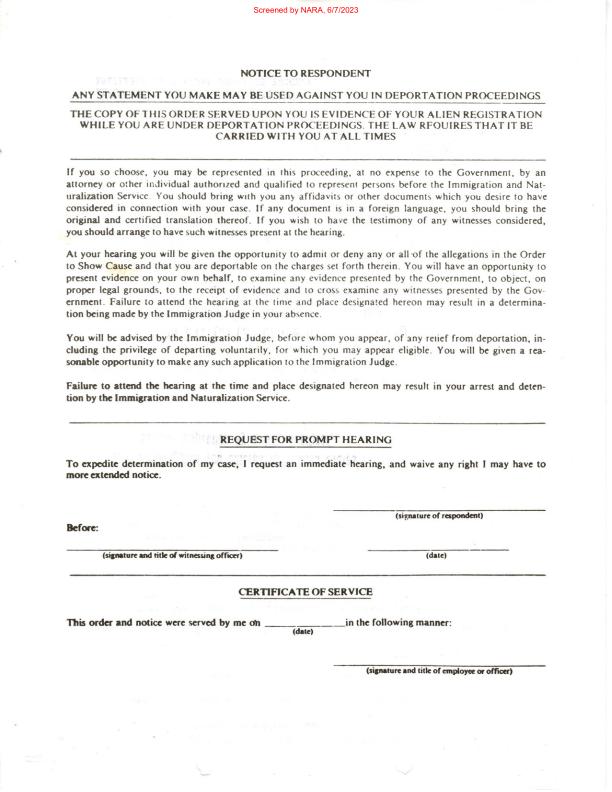 Screened by NARA, 6/7/2023
NOTICE TO RESPONDENT
ANY STATEMENT YOU MAKE MAY BE USED AGAINST YOU IN DEPORTATION PROCEEDINGS
THE COPY OF THIS ORDER SERVED UPON YOU IS EVIDENCE OF YOUR ALIEN REGISTRATION
WHILE YOU ARE UNDER DEPORTATION PROCEEDINGS. THE LAW RFOUIRES THAT IT BE
CARRIED WITH YOU AT ALL TIMES
If you so choose, you may be represented in this proceeding, at no expense to the Government, by an
attorney or other individual authorized and qualified to represent persons before the Immigration and Nat-
uralization Service. You should bring with you any affidavits or other documents which you desire to have
considered in connection with your case. If any document is in a foreign language, you should bring the
original and certified translation thereof. If you wish to have the testimony of any witnesses considered,
you should arrange to have such witnesses present at the hearing.
At your hearing you will be given the opportunity to admit or deny any or all of the allegations in the Order
to Show Cause and that you are deportable on the charges set forth therein. You will have an opportunity to
present evidence on your own behalf, to examine any evidence presented by the Government, to object, on
proper legal grounds, to the receipt of evidence and to cross examine any witnesses presented by the Gov-
ernment. Failure to attend the hearing at the time and place designated hereon may result in a determina-
tion being made by the Immigration Judge in your absence.
You will be advised by the Immigration Judge, before whom you appear, of any relief from deportation, in-
cluding the privilege of departing voluntarily, for which you may appear eligible. You will be given a rea-
sonable opportunity to make any such application to the Immigration Judge.
Failure to attend the hearing at the time and place designated hereon may result in your arrest and deten-
tion by the Immigration and Naturalization Service.
REQUEST FOR PROMPT HEARING
To expedite determination of my case, I request an immediate hearing, and waive any right I may have to
more extended notice.
(signature of respondent)
Before:
(signature and title of witnessing officer) (date)
CERTIFICATE OF SERVICE
This order and notice were served by me on ______________ in the following manner:
(date)
(signature and title of employee or officer)